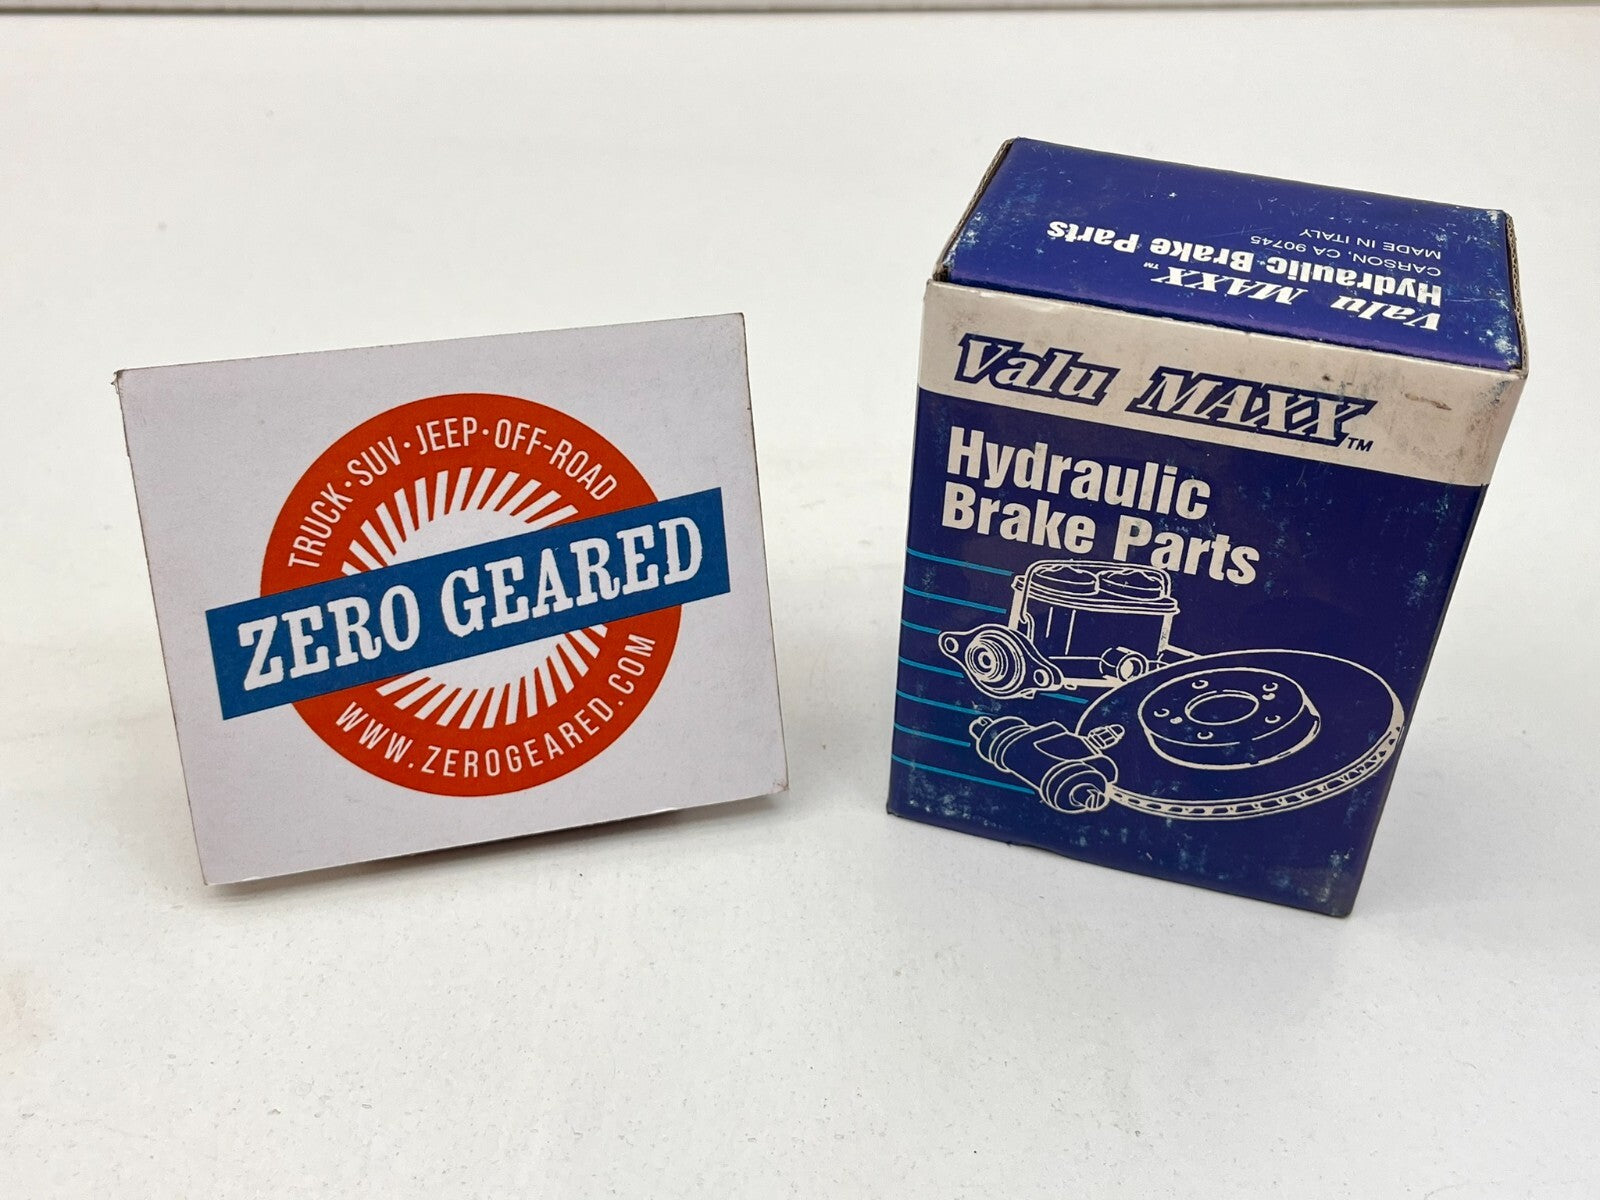 TRUCK · SUV · JEEP · OFF-ROAD
ZERO GEARED
WWW.ZEROGEARED.COM
Valu MAXX™
Hydraulic Brake Parts
CARSON, CA 90745
MADE IN ITALY
Valu MAXX™
Hydraulic
Brake Parts